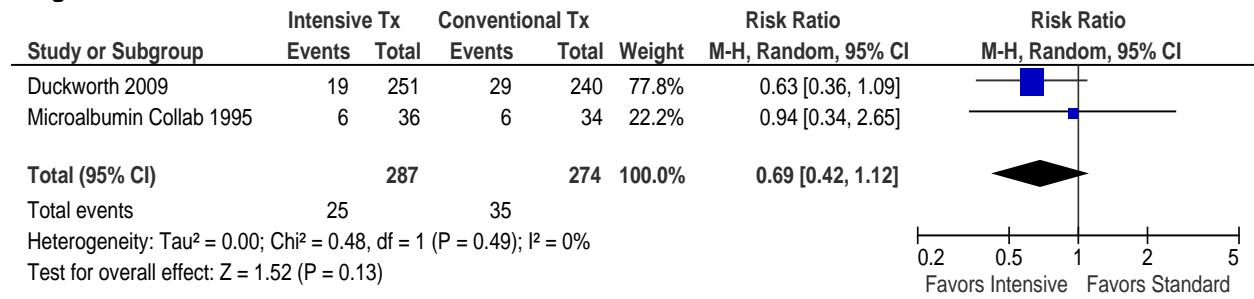 Intensive Tx Conventional Tx Risk Ratio Risk Ratio
Study or Subgroup Events Total Events Total Weight M-H, Random, 95% CI M-H, Random, 95% CI
Duckworth 2009 19 251 29 240 77.8% 0.63 [0.36, 1.09]
Microalbumin Collab 1995 6 36 6 34 22.2% 0.94 [0.34, 2.65]
Total (95% CI) 287 274 100.0% 0.69 [0.42, 1.12]
Total events 25 35
Heterogeneity: Tau² = 0.00; Chi² = 0.48, df = 1 (P = 0.49); I² = 0%
Test for overall effect: Z = 1.52 (P = 0.13)
0.2 0.5 1 2 5
Favors Intensive Favors Standard